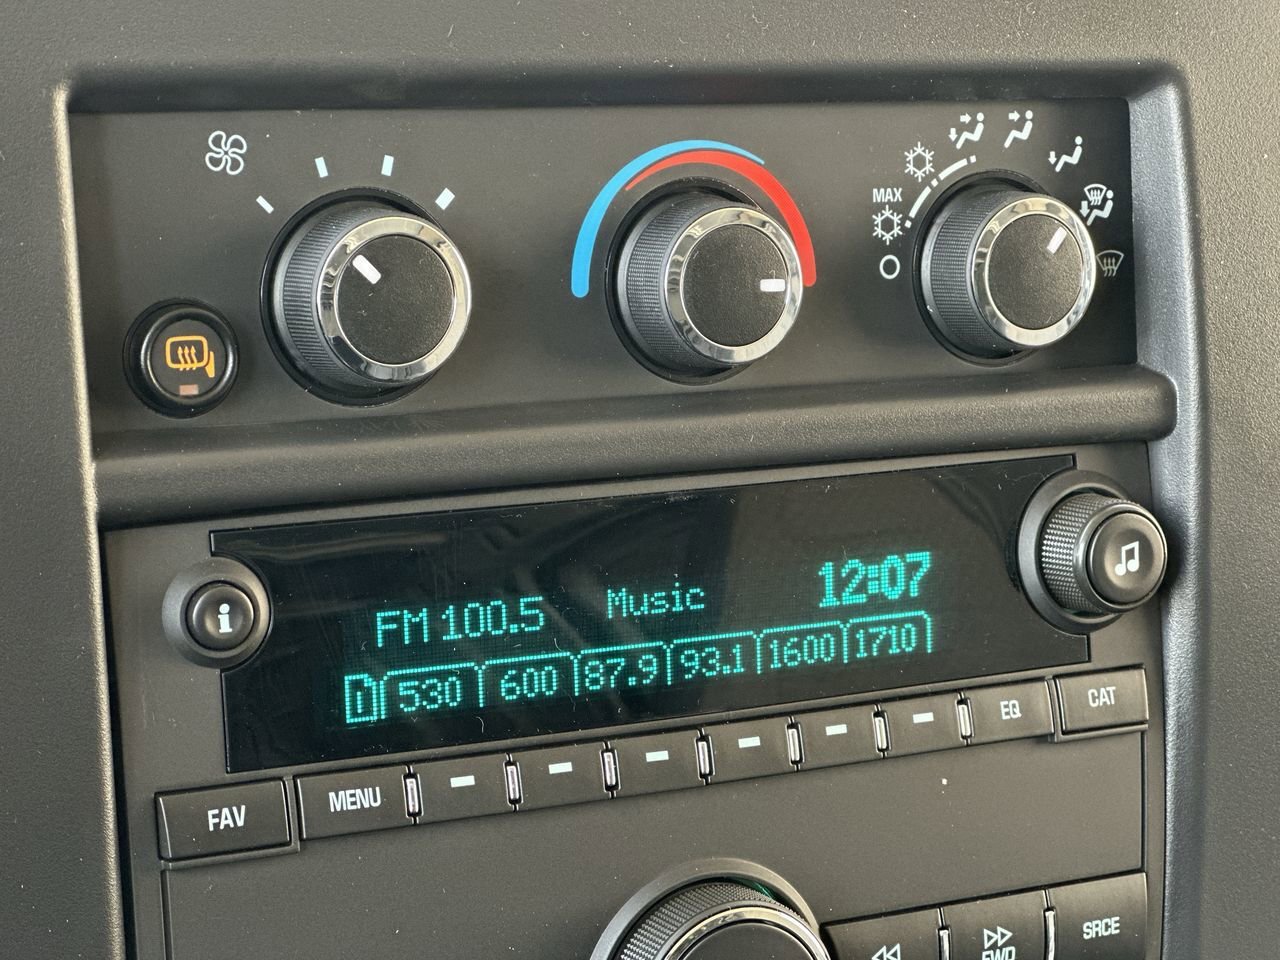 MAX
FM 100.5 Music 12:07
530 600 87.9 93.1 1600 1710
i
FAV MENU EQ CAT
FWD SRCE